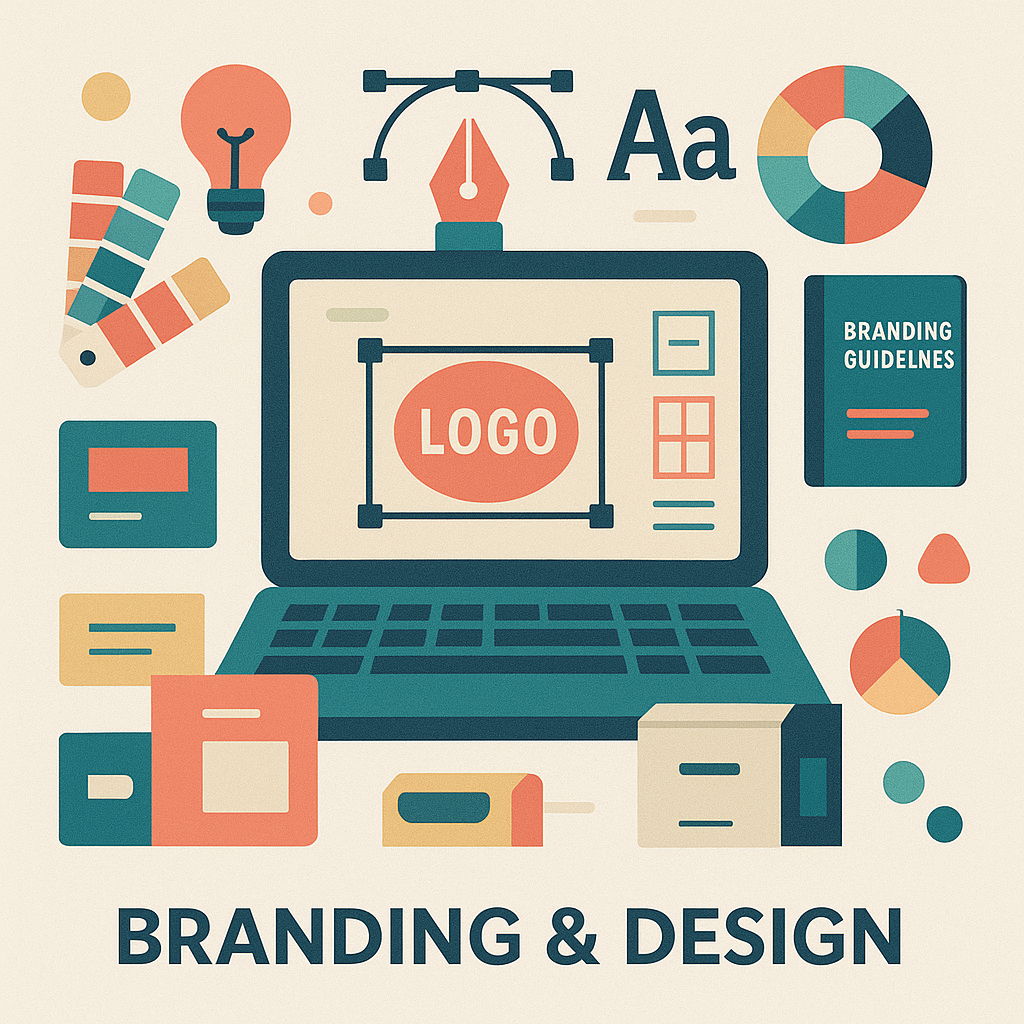 Aa
BRANDING
GUIDELNES
LOGO
BRANDING & DESIGN